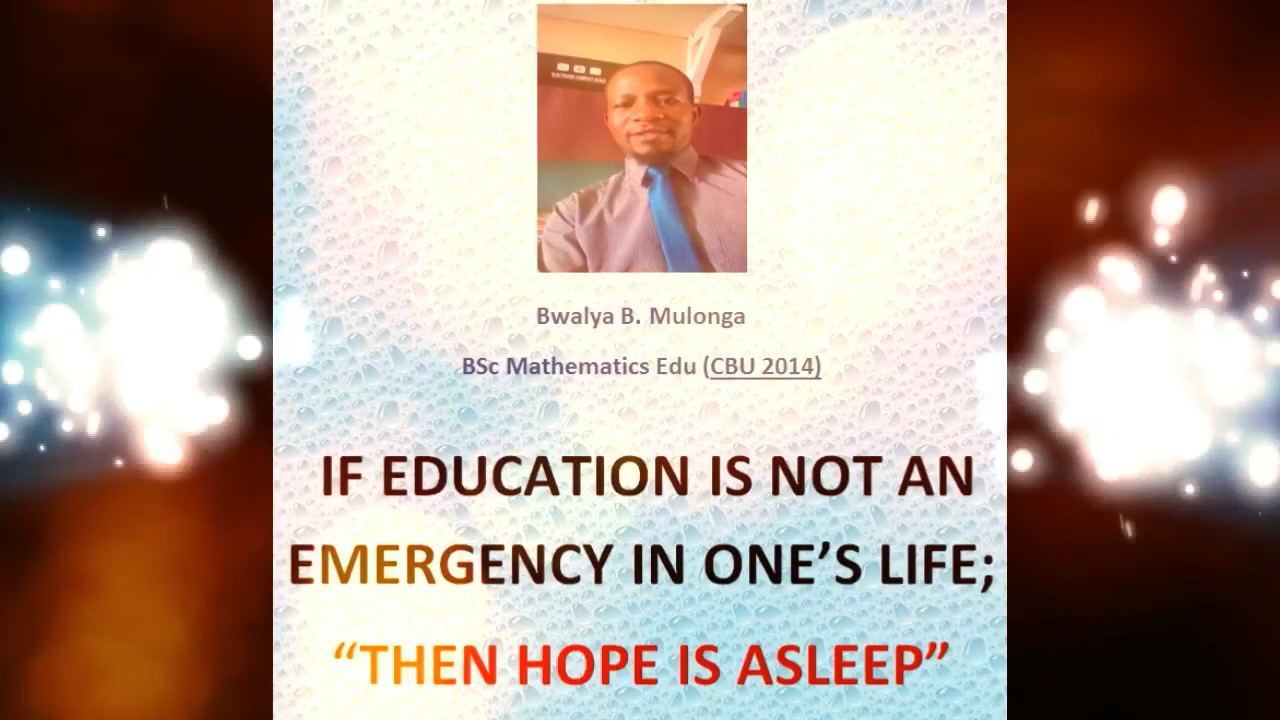 Bwalya B. Mulonga
BSc Mathematics Edu (CBU 2014)
IF EDUCATION IS NOT AN
EMERGENCY IN ONE’S LIFE;
“THEN HOPE IS ASLEEP”